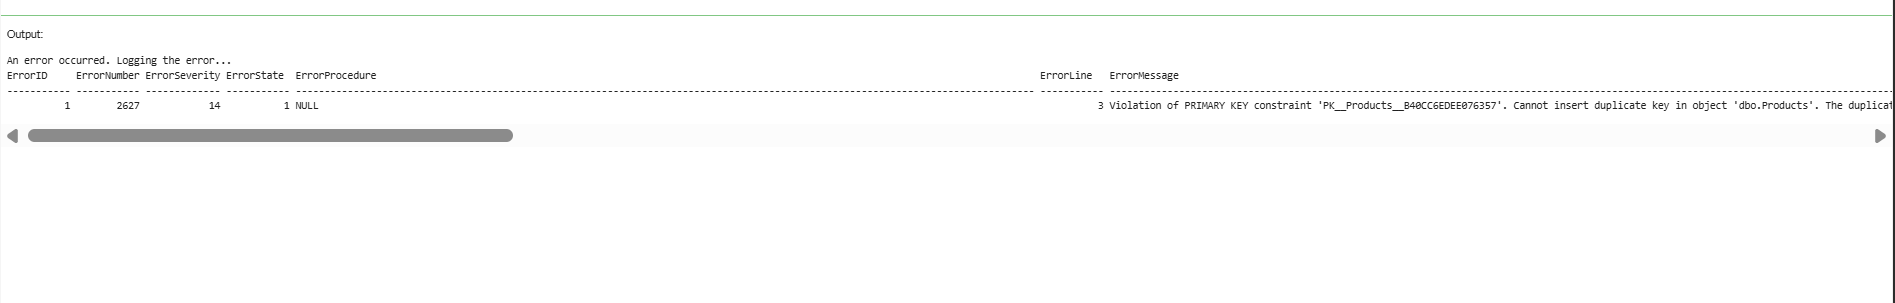 Output:
An error occurred. Logging the error...
ErrorID ErrorNumber ErrorSeverity ErrorState ErrorProcedure ErrorLine ErrorMessage
----------- ----------- ------------- ----------- -------------------------------------------------------------------------------------------------------------------------------- ----------- ----------------------------------------------------------------------------------------------------------------------------------------
1 2627 14 1 NULL 3 Violation of PRIMARY KEY constraint 'PK__Products__B40CC6EDEE076357'. Cannot insert duplicate key in object 'dbo.Products'. The duplicat